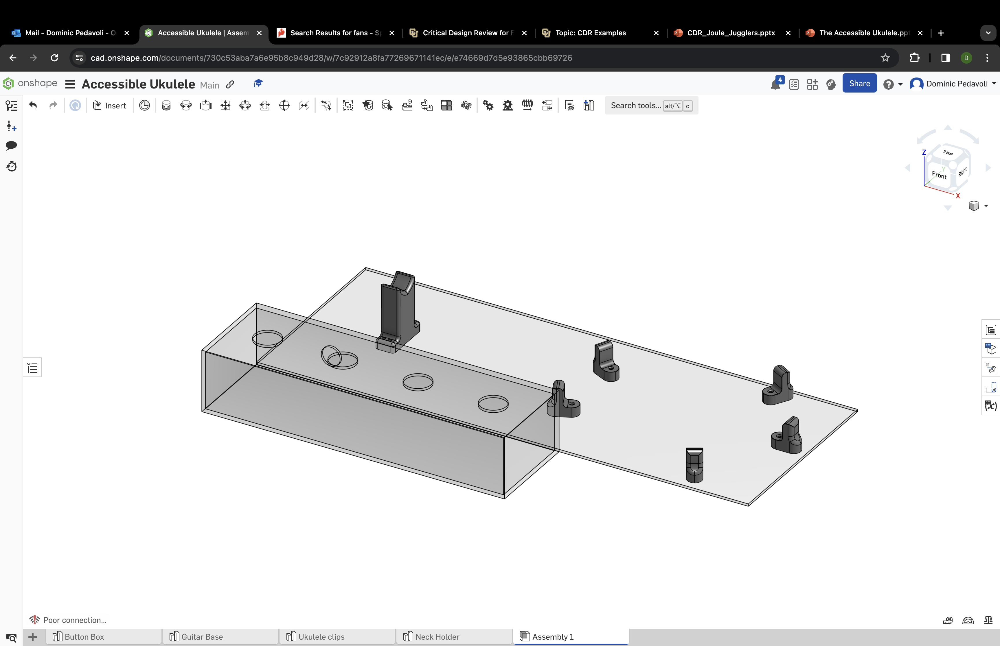 Mail - Dominic Pedavoli - O
Accessible Ukulele | Assem
Search Results for fans - Sp
Critical Design Review for F
Topic: CDR Examples
CDR_Joule_Jugglers.pptx
The Accessible Ukulele.ppt
cad.onshape.com/documents/730c53aba7a6e95b8c949d28/w/7c92912a8fa77269671141ec/e/e74669d7d5e93865cbb69726
D
onshape
Accessible Ukulele Main
4
Share
Dominic Pedavoli
Insert
Search tools... alt/⌥ c
Top
Z
Y
Front
Right
X
(x)
Poor connection...
Button Box
Guitar Base
Ukulele clips
Neck Holder
Assembly 1